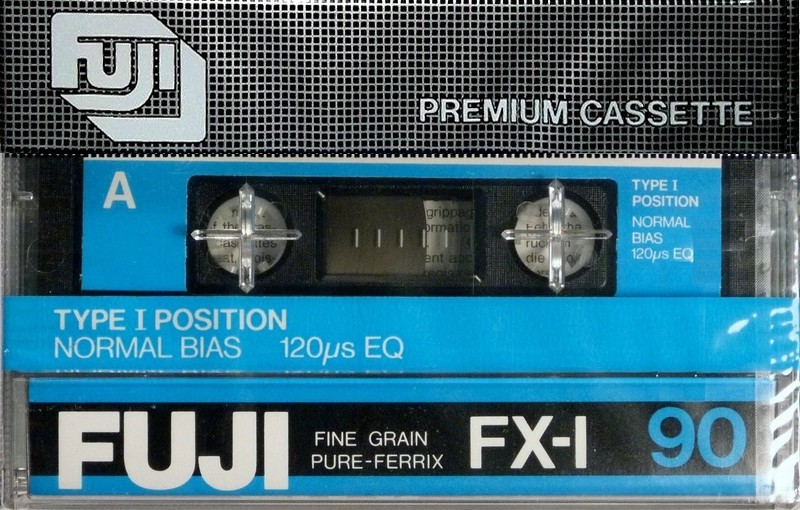 FUJI
PREMIUM CASSETTE
A
TYPE I
POSITION
NORMAL
BIAS
120µs EQ
TYPE I POSITION
NORMAL BIAS 120µs EQ
FUJI
FINE GRAIN
PURE-FERRIX
FX-I
90